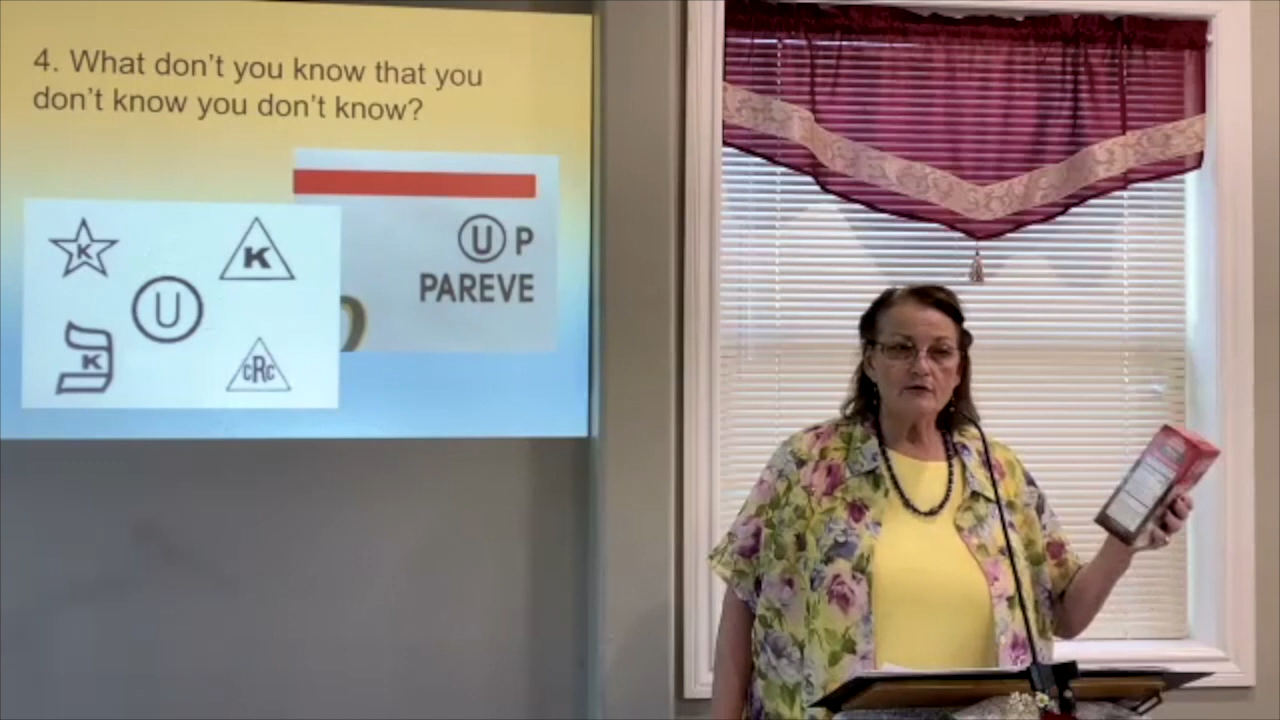 4. What don't you know that you
don't know you don't know?
U P
PAREVE
K
K
U
K
cRc